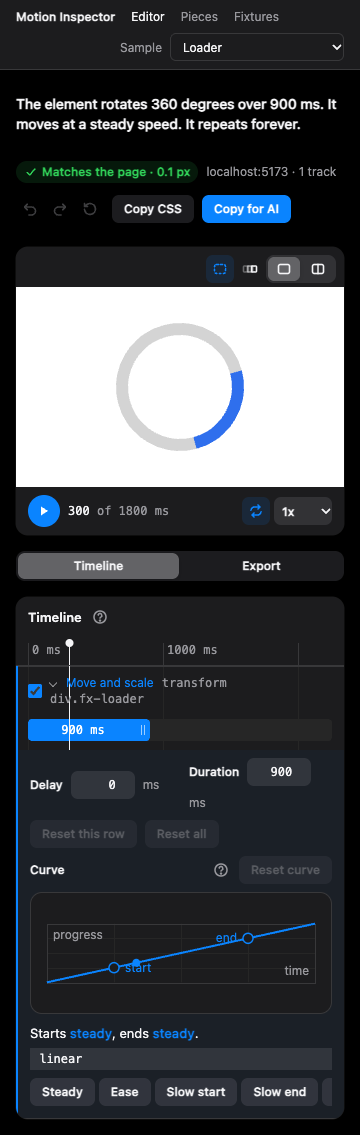 Motion Inspector Editor Pieces Fixtures
Sample Loader
The element rotates 360 degrees over 900 ms. It
moves at a steady speed. It repeats forever.
Matches the page · 0.1 px localhost:5173 · 1 track
Copy CSS Copy for AI
300 of 1800 ms 1x
Timeline Export
Timeline ?
0 ms 1000 ms
Move and scale transform
div.fx-loader
900 ms
Delay 0 ms Duration 900
ms
Reset this row Reset all
Curve ? Reset curve
progress end
start time
Starts steady, ends steady.
linear
Steady Ease Slow start Slow end